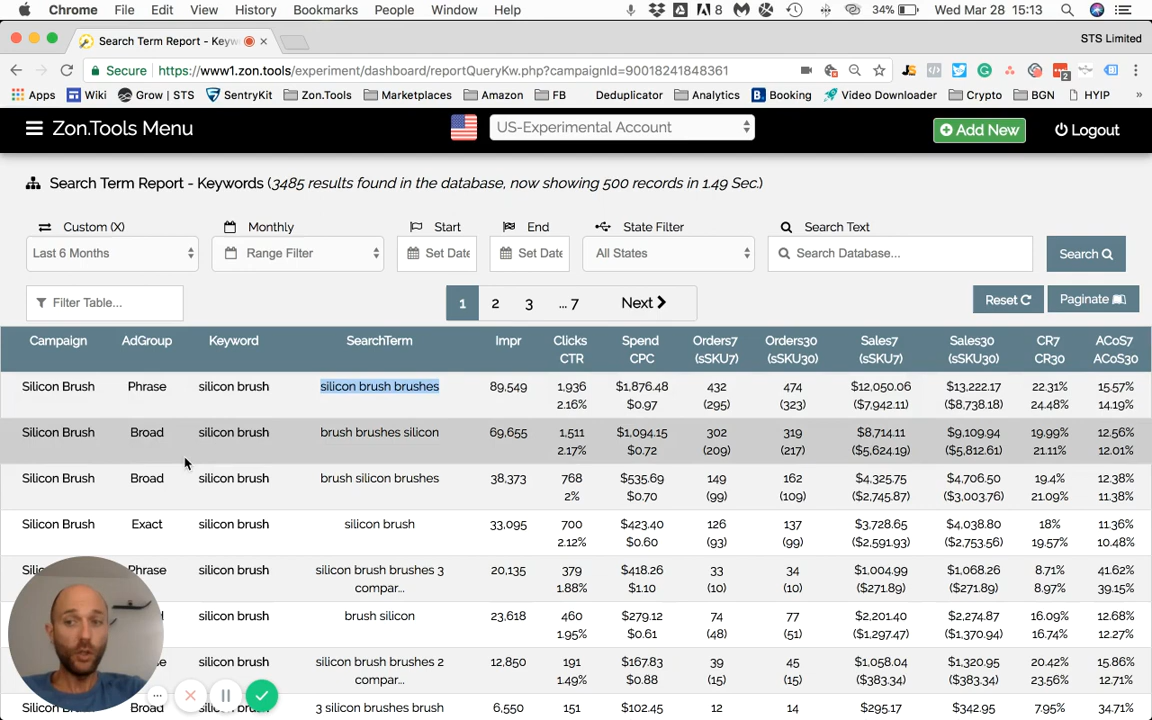 Chrome File Edit View History Bookmarks People Window Help 8 34% Wed Mar 28 15:13
Search Term Report - Keyw STS Limited
Secure https://www1.zon.tools/experiment/dashboard/reportQueryKw.php?campaignId=90018241848361
Apps Wiki Grow | STS SentryKit Zon.Tools Marketplaces Amazon FB Deduplicator Analytics Booking Video Downloader Crypto BGN HYIP »
Zon.Tools Menu US-Experimental Account Add New Logout
Search Term Report - Keywords (3485 results found in the database, now showing 500 records in 1.49 Sec.)
Custom (X) Monthly Start End State Filter Search Text
Last 6 Months Range Filter Set Date Set Date All States Search Database... Search
Filter Table... 1 2 3 ... 7 Next Reset Paginate
Campaign AdGroup Keyword SearchTerm Impr Clicks Spend Orders7 Orders30 Sales7 Sales30 CR7 ACoS7
CTR CPC (sSKU7) (sSKU30) (sSKU7) (sSKU30) CR30 ACoS30
Silicon Brush Phrase silicon brush silicon brush brushes 89,549 1,936 $1,876.48 432 474 $12,050.06 $13,222.17 22.31% 15.57%
2.16% $0.97 (295) (323) ($7,942.11) ($8,738.18) 24.48% 14.19%
Silicon Brush Broad silicon brush brush brushes silicon 69,655 1,511 $1,094.15 302 319 $8,714.11 $9,109.94 19.99% 12.56%
2.17% $0.72 (209) (217) ($5,624.19) ($5,812.61) 21.11% 12.01%
Silicon Brush Broad silicon brush brush silicon brushes 38,373 768 $535.69 149 162 $4,325.75 $4,706.50 19.4% 12.38%
2% $0.70 (99) (109) ($2,745.87) ($3,003.76) 21.09% 11.38%
Silicon Brush Exact silicon brush silicon brush 33,095 700 $423.40 126 137 $3,728.65 $4,038.80 18% 11.36%
2.12% $0.60 (93) (99) ($2,591.93) ($2,753.56) 19.57% 10.48%
Silicon Brush Phrase silicon brush silicon brush brushes 3 20,135 379 $418.26 33 34 $1,004.99 $1,068.26 8.71% 41.62%
compar... 1.88% $1.10 (10) (10) ($271.89) ($271.89) 8.97% 39.15%
silicon brush brush silicon 23,618 460 $279.12 74 77 $2,201.40 $2,274.87 16.09% 12.68%
1.95% $0.61 (48) (51) ($1,297.47) ($1,370.94) 16.74% 12.27%
silicon brush silicon brush brushes 2 12,850 191 $167.83 39 45 $1,058.04 $1,320.95 20.42% 15.86%
compar... 1.49% $0.88 (15) (15) ($383.34) ($383.34) 23.56% 12.71%
Silicon Brush Broad silicon brush 3 silicon brushes brush 6,550 151 $102.45 12 14 $295.17 $342.95 7.95% 34.71%